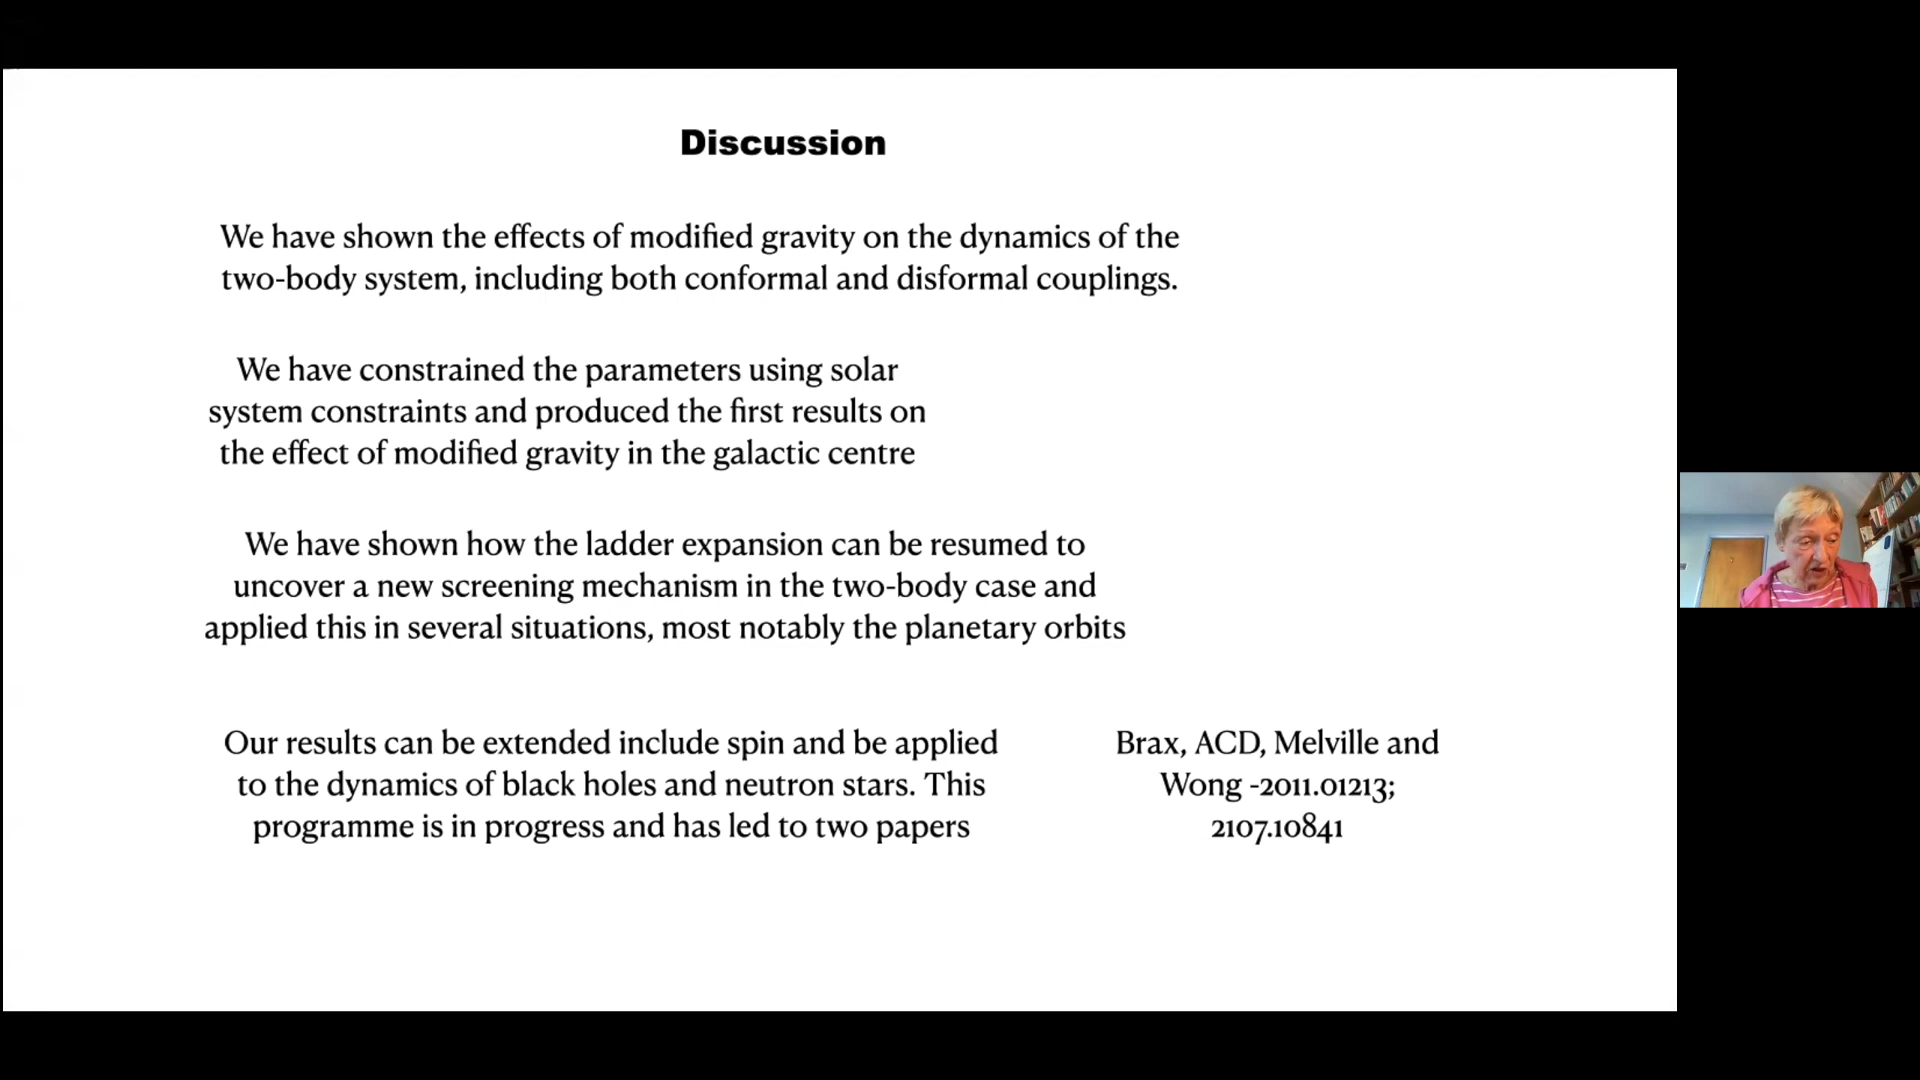 Discussion
We have shown the effects of modified gravity on the dynamics of the
two-body system, including both conformal and disformal couplings.
We have constrained the parameters using solar
system constraints and produced the first results on
the effect of modified gravity in the galactic centre
We have shown how the ladder expansion can be resumed to
uncover a new screening mechanism in the two-body case and
applied this in several situations, most notably the planetary orbits
Our results can be extended include spin and be applied
to the dynamics of black holes and neutron stars. This
programme is in progress and has led to two papers
Brax, ACD, Melville and
Wong -2011.01213;
2107.10841